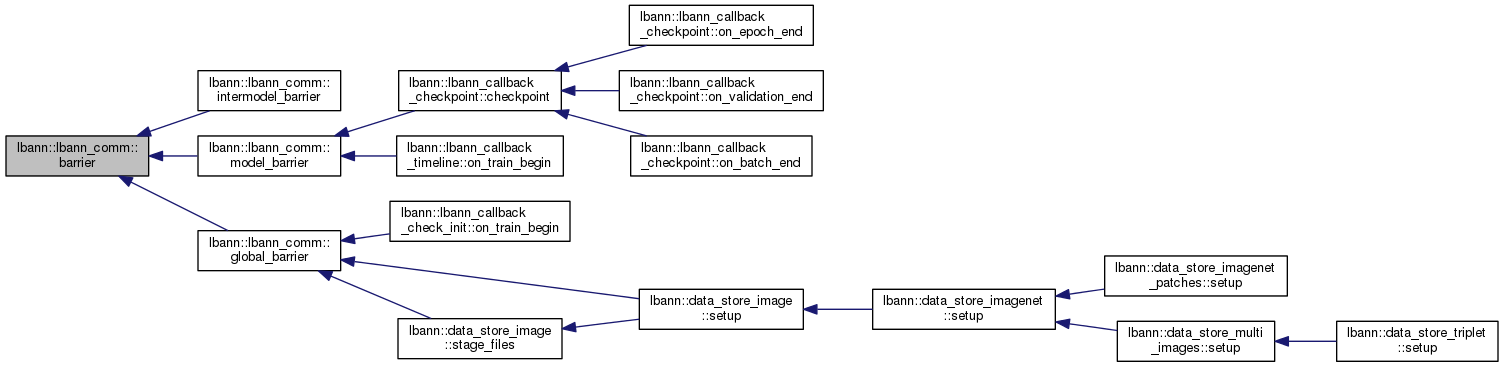 lbann::lbann_comm::
barrier
lbann::lbann_comm::
intermodel_barrier
lbann::lbann_comm::
model_barrier
lbann::lbann_comm::
global_barrier
lbann::lbann_callback
_checkpoint::checkpoint
lbann::lbann_callback
_timeline::on_train_begin
lbann::lbann_callback
_check_init::on_train_begin
lbann::data_store_image
::stage_files
lbann::lbann_callback
_checkpoint::on_epoch_end
lbann::lbann_callback
_checkpoint::on_validation_end
lbann::lbann_callback
_checkpoint::on_batch_end
lbann::data_store_image
::setup
lbann::data_store_imagenet
::setup
lbann::data_store_imagenet
_patches::setup
lbann::data_store_multi
_images::setup
lbann::data_store_triplet
::setup